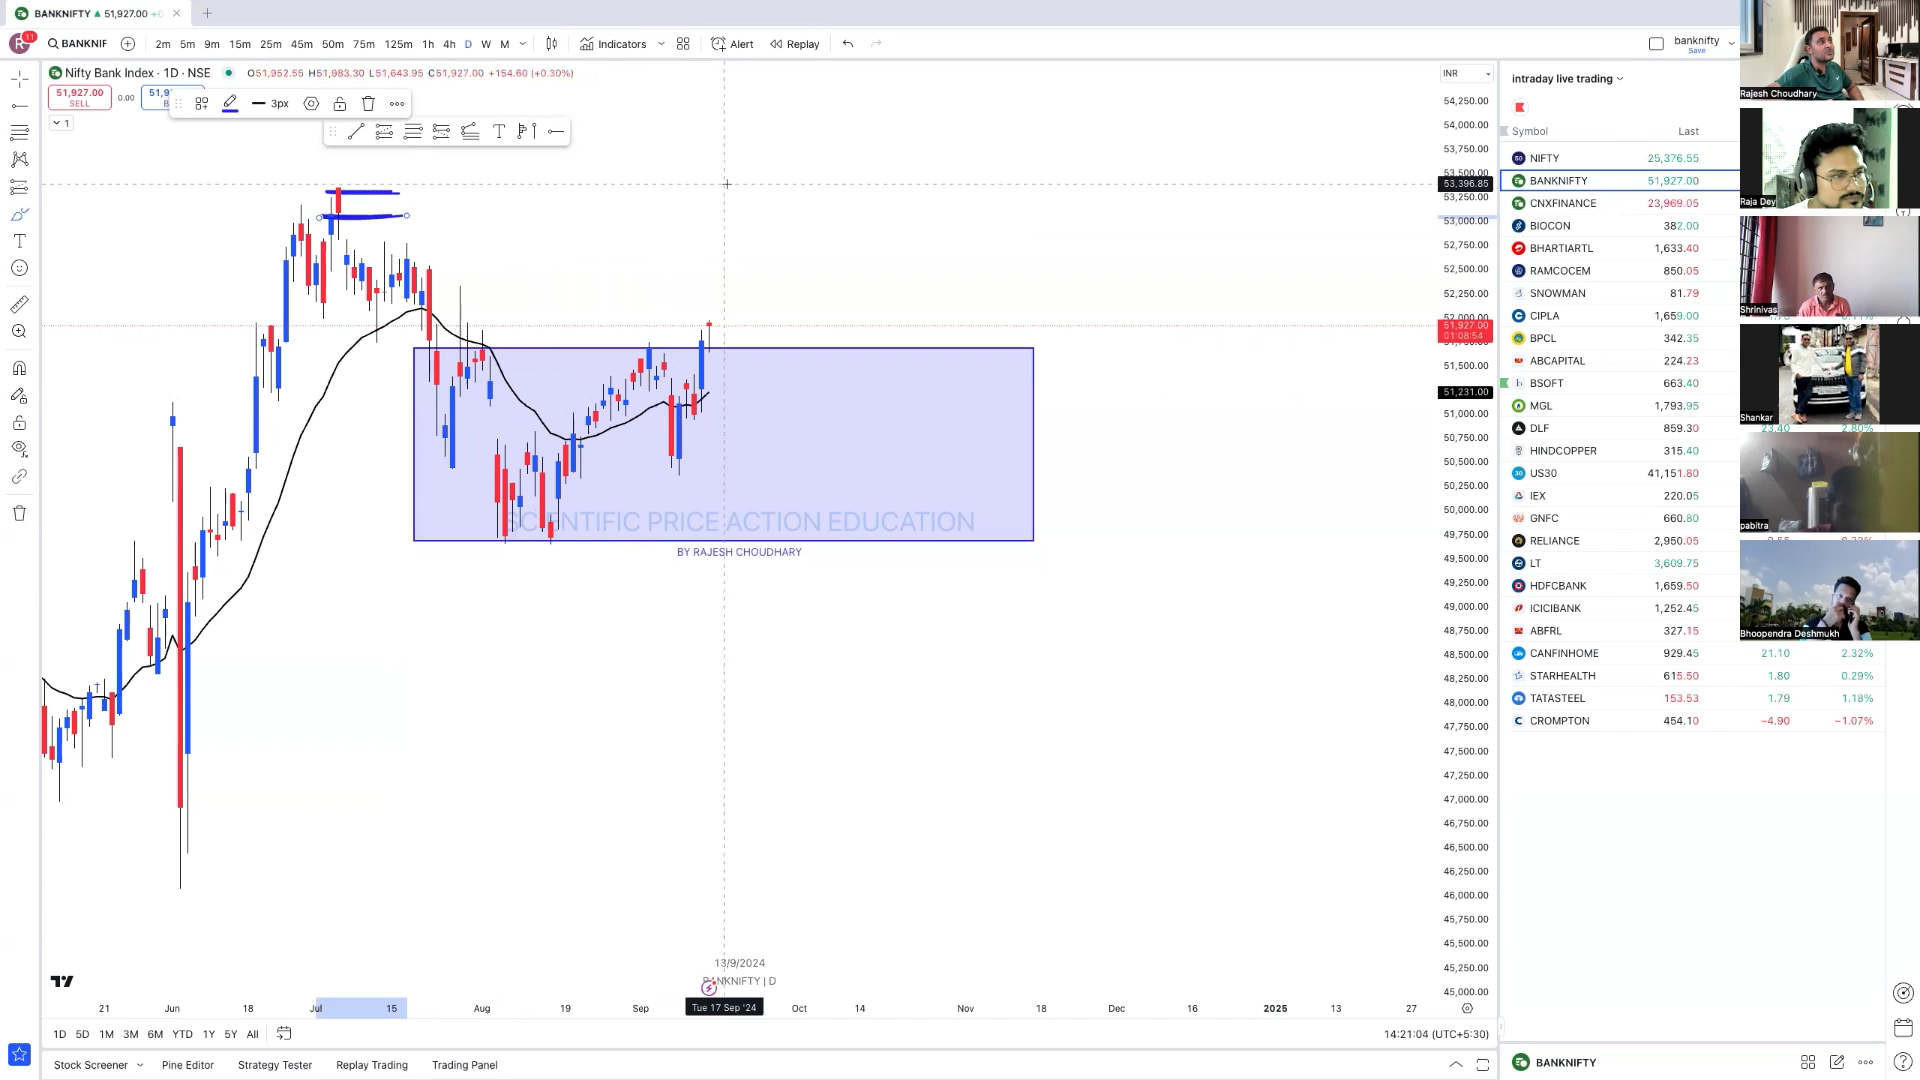 BANKNIFTY ▲ 51,927.00 +0
R 11 BANKNIF 2m 5m 9m 15m 25m 45m 50m 75m 125m 1h 4h D W M Indicators Alert Replay banknifty
Save
Nifty Bank Index · 1D · NSE O51,952.55 H51,983.30 L51,643.95 C51,927.00 +154.60 (+0.30%)
51,927.00 0.00 51,9
SELL B
3px
1
INR
54,250.00
54,000.00
53,750.00
53,500.00
53,396.85
53,250.00
53,000.00
52,750.00
52,500.00
52,250.00
52,000.00
51,927.00
01:08:54
51,500.00
51,231.00
51,000.00
50,750.00
50,500.00
50,250.00
50,000.00
49,750.00
49,500.00
49,250.00
49,000.00
48,750.00
48,500.00
48,250.00
48,000.00
47,750.00
47,500.00
47,250.00
47,000.00
46,750.00
46,500.00
46,250.00
46,000.00
45,750.00
45,500.00
45,250.00
45,000.00
SCIENTIFIC PRICE ACTION EDUCATION
BY RAJESH CHOUDHARY
13/9/2024
BANKNIFTY | D
21 Jun 18 Jul 15 Aug 19 Sep Tue 17 Sep '24 Oct 14 Nov 18 Dec 16 2025 13 27
1D 5D 1M 3M 6M YTD 1Y 5Y All 14:21:04 (UTC+5:30)
Stock Screener Pine Editor Strategy Tester Replay Trading Trading Panel
intraday live trading
Symbol Last
NIFTY 25,376.55
BANKNIFTY 51,927.00
CNXFINANCE 23,969.05
BIOCON 382.00
BHARTIARTL 1,633.40
RAMCOCEM 850.05
SNOWMAN 81.79
CIPLA 1,659.00
BPCL 342.35
ABCAPITAL 224.23
BSOFT 663.40
MGL 1,793.95
DLF 859.30 23.40 2.80%
HINDCOPPER 315.40
US30 41,151.80
IEX 220.05
GNFC 660.80
RELIANCE 2,950.05
LT 3,609.75
HDFCBANK 1,659.50
ICICIBANK 1,252.45
ABFRL 327.15
CANFINHOME 929.45 21.10 2.32%
STARHEALTH 615.50 1.80 0.29%
TATASTEEL 153.53 1.79 1.18%
CROMPTON 454.10 −4.90 −1.07%
BANKNIFTY
Rajesh Choudhary
Raja Dey
Shrinivas
Shankar
pabitra
Bhoopendra Deshmukh